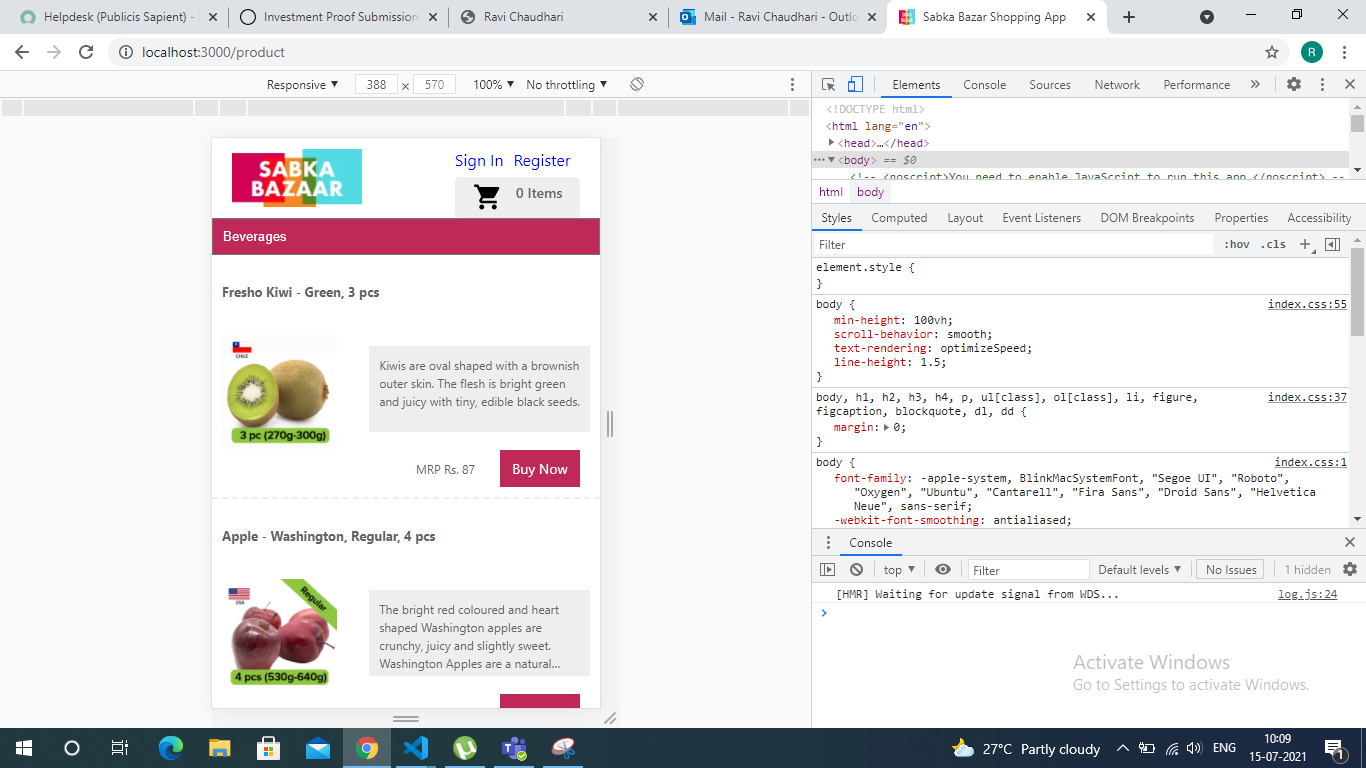 Helpdesk (Publicis Sapient) -
Investment Proof Submission
Ravi Chaudhari
Mail - Ravi Chaudhari - Outlo
Sabka Bazar Shopping App
localhost:3000/product
R
Responsive ▼ 388 × 570 100% ▼ No throttling ▼
Elements Console Sources Network Performance »
<!DOCTYPE html>
<html lang="en">
▶<head>…</head>
…▼<body> == $0
<!-- <noscript>You need to enable JavaScript to run this app.</noscript> --
html body
Styles Computed Layout Event Listeners DOM Breakpoints Properties Accessibility
Filter :hov .cls +
element.style {
}
body { index.css:55
min-height: 100vh;
scroll-behavior: smooth;
text-rendering: optimizeSpeed;
line-height: 1.5;
}
body, h1, h2, h3, h4, p, ul[class], ol[class], li, figure, index.css:37
figcaption, blockquote, dl, dd {
margin:▶0;
}
body { index.css:1
font-family: -apple-system, BlinkMacSystemFont, "Segoe UI", "Roboto",
"Oxygen", "Ubuntu", "Cantarell", "Fira Sans", "Droid Sans", "Helvetica
Neue", sans-serif;
-webkit-font-smoothing: antialiased;
Console
top ▼ Filter Default levels ▼ No Issues 1 hidden
[HMR] Waiting for update signal from WDS... log.js:24
Activate Windows
Go to Settings to activate Windows.
SABKA
BAZAAR
Sign In Register
0 Items
Beverages
Fresho Kiwi - Green, 3 pcs
CHILE
3 pc (270g-300g)
Kiwis are oval shaped with a brownish
outer skin. The flesh is bright green
and juicy with tiny, edible black seeds.
MRP Rs. 87 Buy Now
Apple - Washington, Regular, 4 pcs
USA
Regular
4 pcs (530g-640g)
The bright red coloured and heart
shaped Washington apples are
crunchy, juicy and slightly sweet.
Washington Apples are a natural...
27°C Partly cloudy ENG 10:09
15-07-2021
1